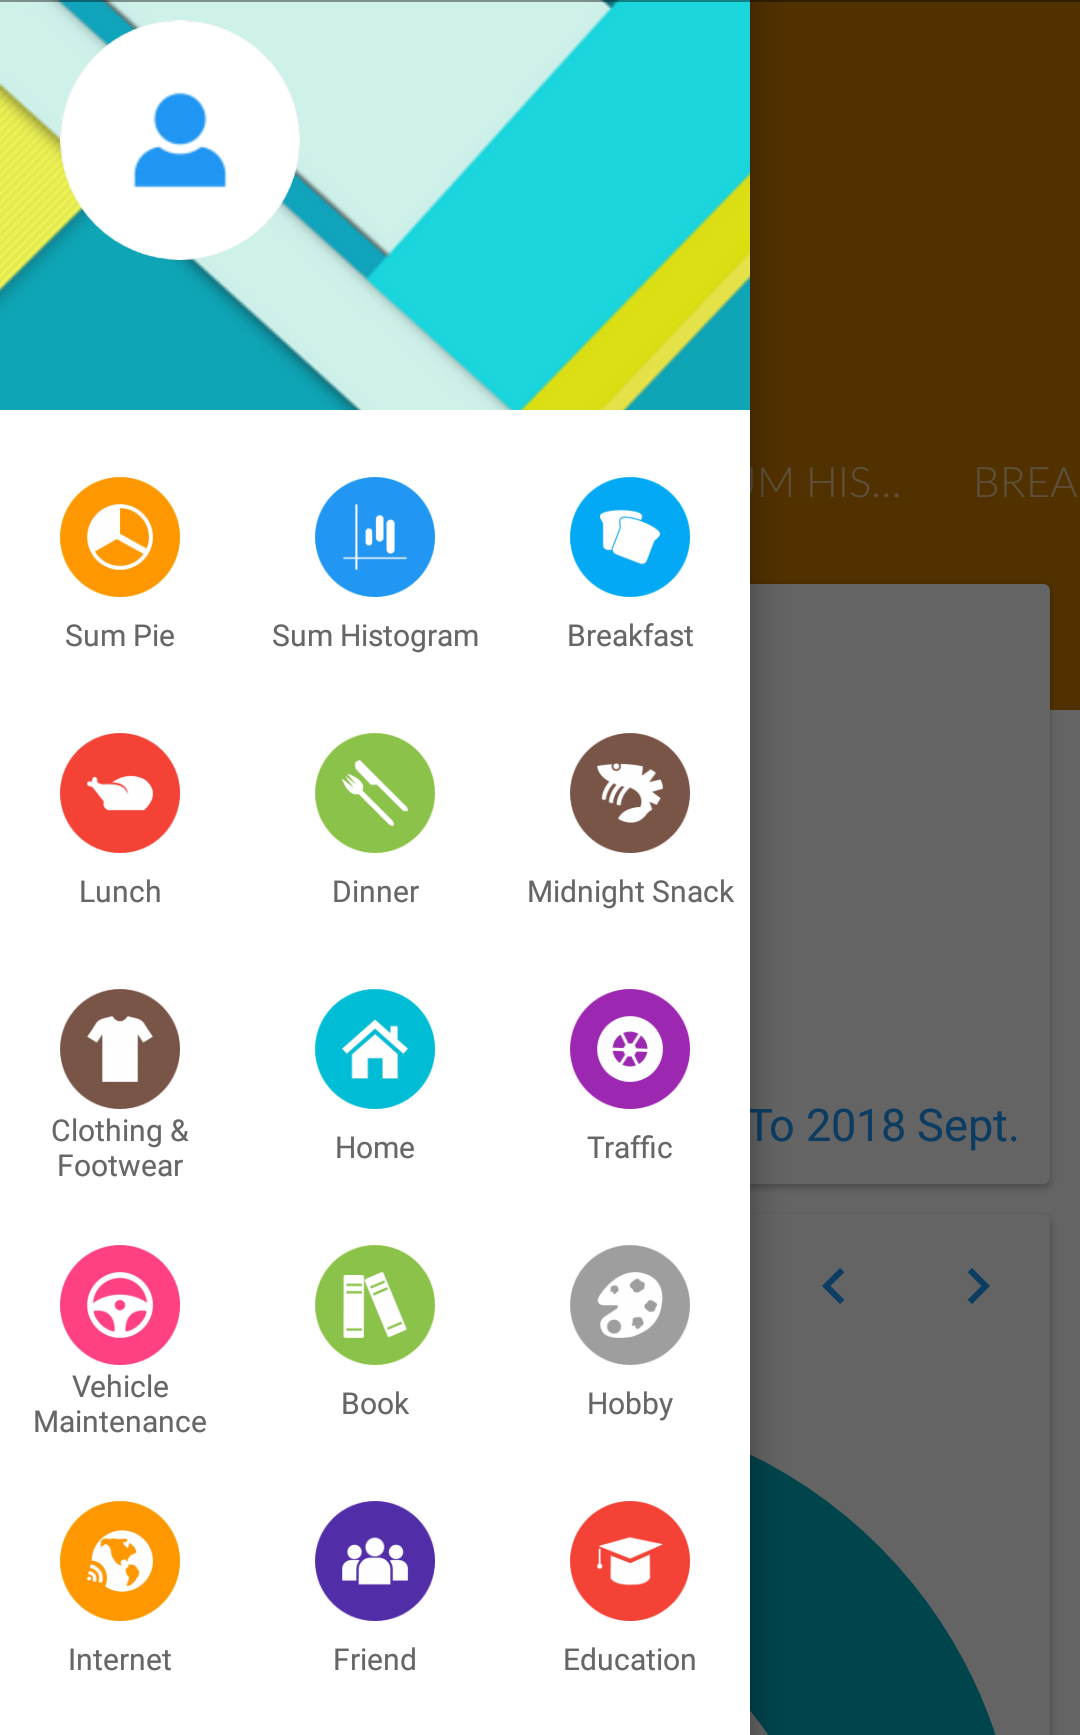 UM HIS...
BREA
Sum Pie
Sum Histogram
Breakfast
Lunch
Dinner
Midnight Snack
To 2018 Sept.
Clothing &
Footwear
Home
Traffic
Vehicle
Maintenance
Book
Hobby
Internet
Friend
Education